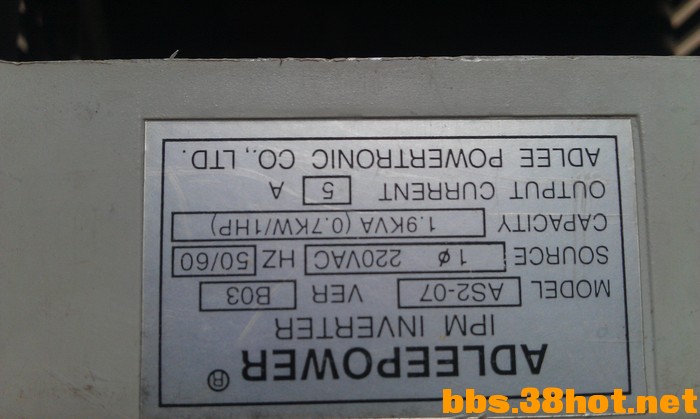 ADLEEPOWER ®
IPM INVERTER
MODEL AS2-07 VER B03
SOURCE 1ø 220VAC HZ 50/60
CAPACITY 1.9KVA (0.7KW/1HP)
OUTPUT CURRENT 5 A
ADLEE POWERTRONIC CO., LTD.
bbs.38hot.net